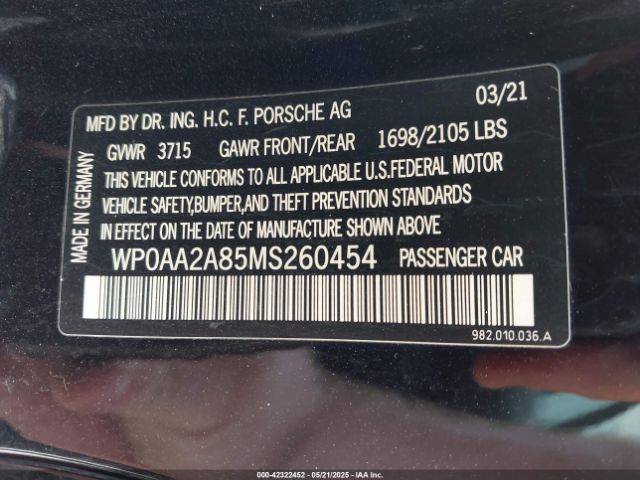 MFD BY DR. ING. H.C. F. PORSCHE AG 03/21
GVWR 3715 GAWR FRONT/REAR 1698/2105 LBS
THIS VEHICLE CONFORMS TO ALL APPLICABLE U.S.FEDERAL MOTOR
VEHICLE SAFETY,BUMPER,AND THEFT PREVENTION STANDARDS
IN EFFECT ON THE DATE OF MANUFACTURE SHOWN ABOVE
MADE IN GERMANY
WP0AA2A85MS260454 PASSENGER CAR
982.010.036.A
000-42322452 - 05/21/2025 - IAAI.COM